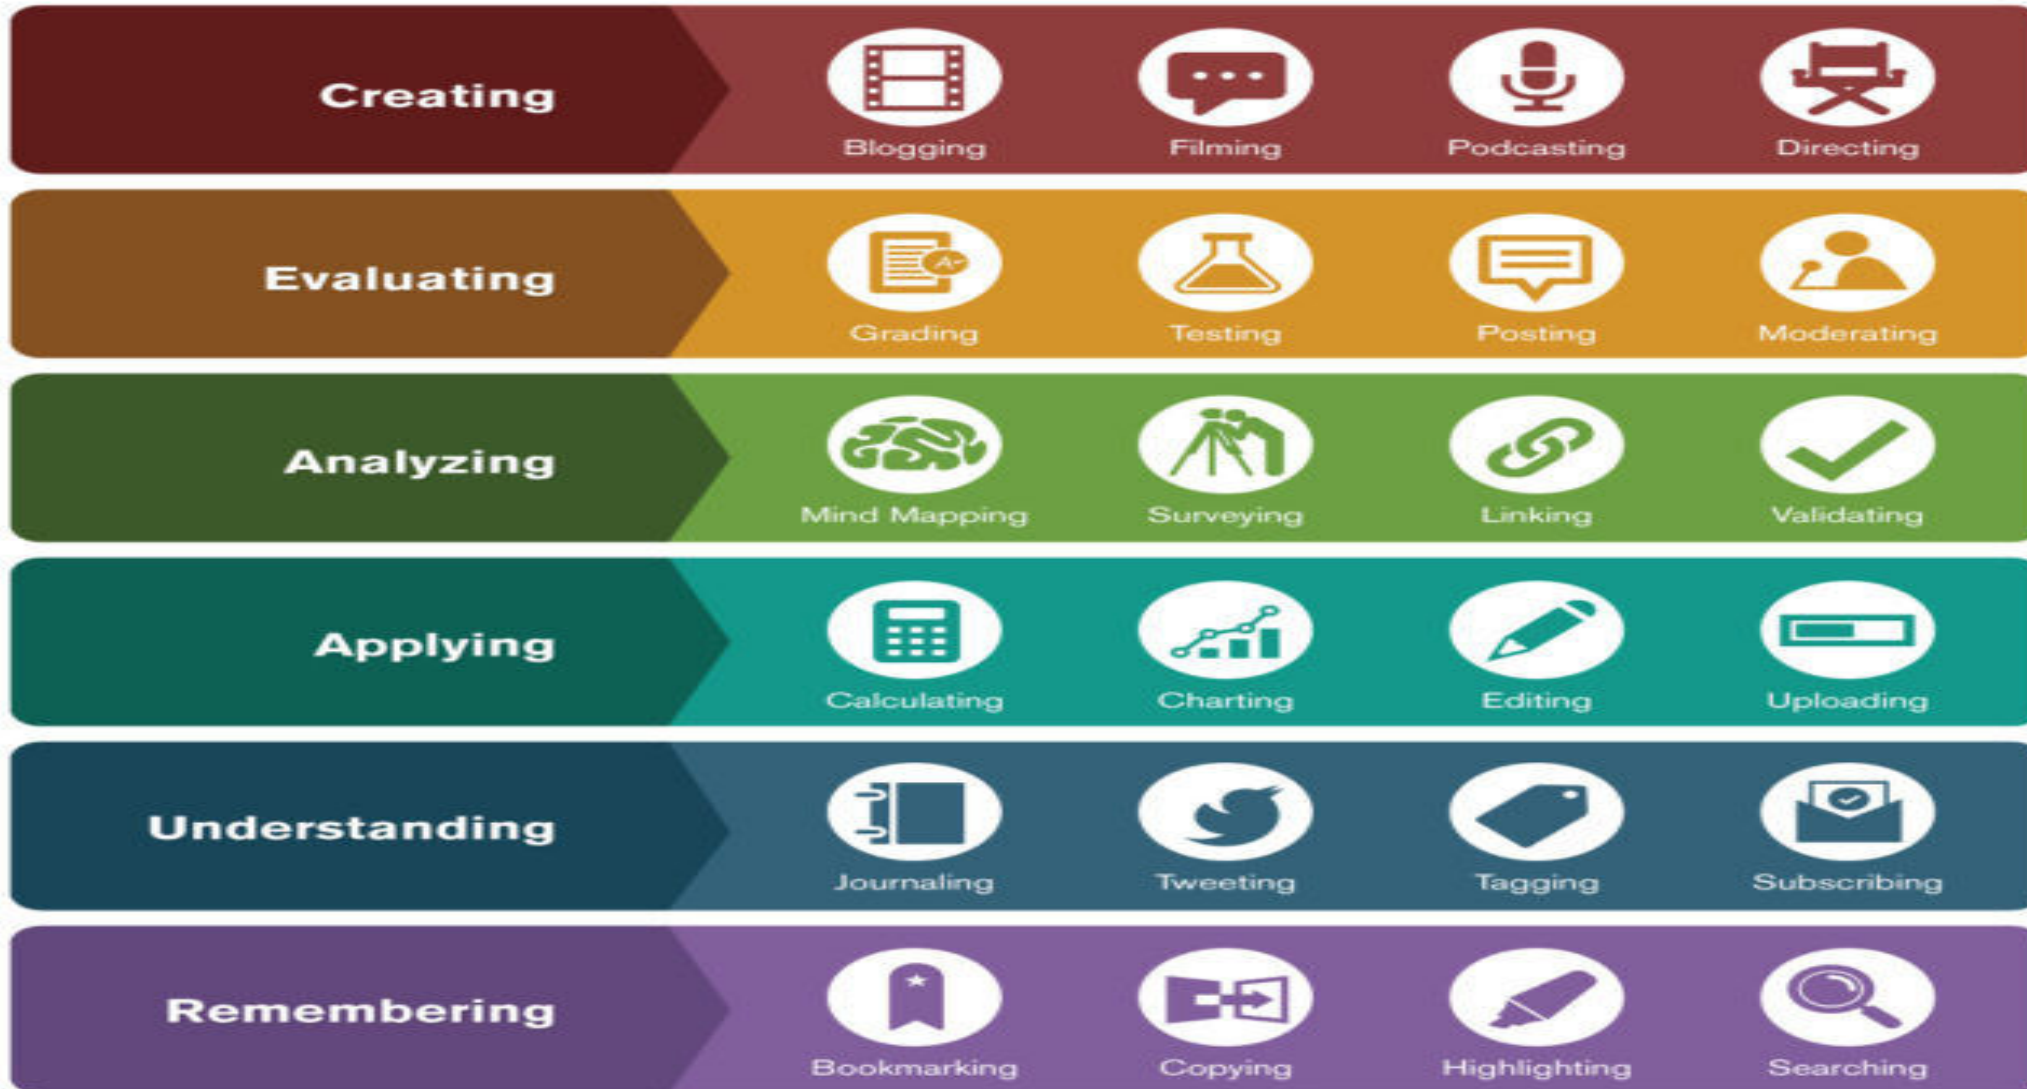 Creating
Blogging Filming Podcasting Directing
Evaluating
A-
Grading Testing Posting Moderating
Analyzing
Mind Mapping Surveying Linking Validating
Applying
Calculating Charting Editing Uploading
Understanding
Journaling Tweeting Tagging Subscribing
Remembering
Bookmarking Copying Highlighting Searching